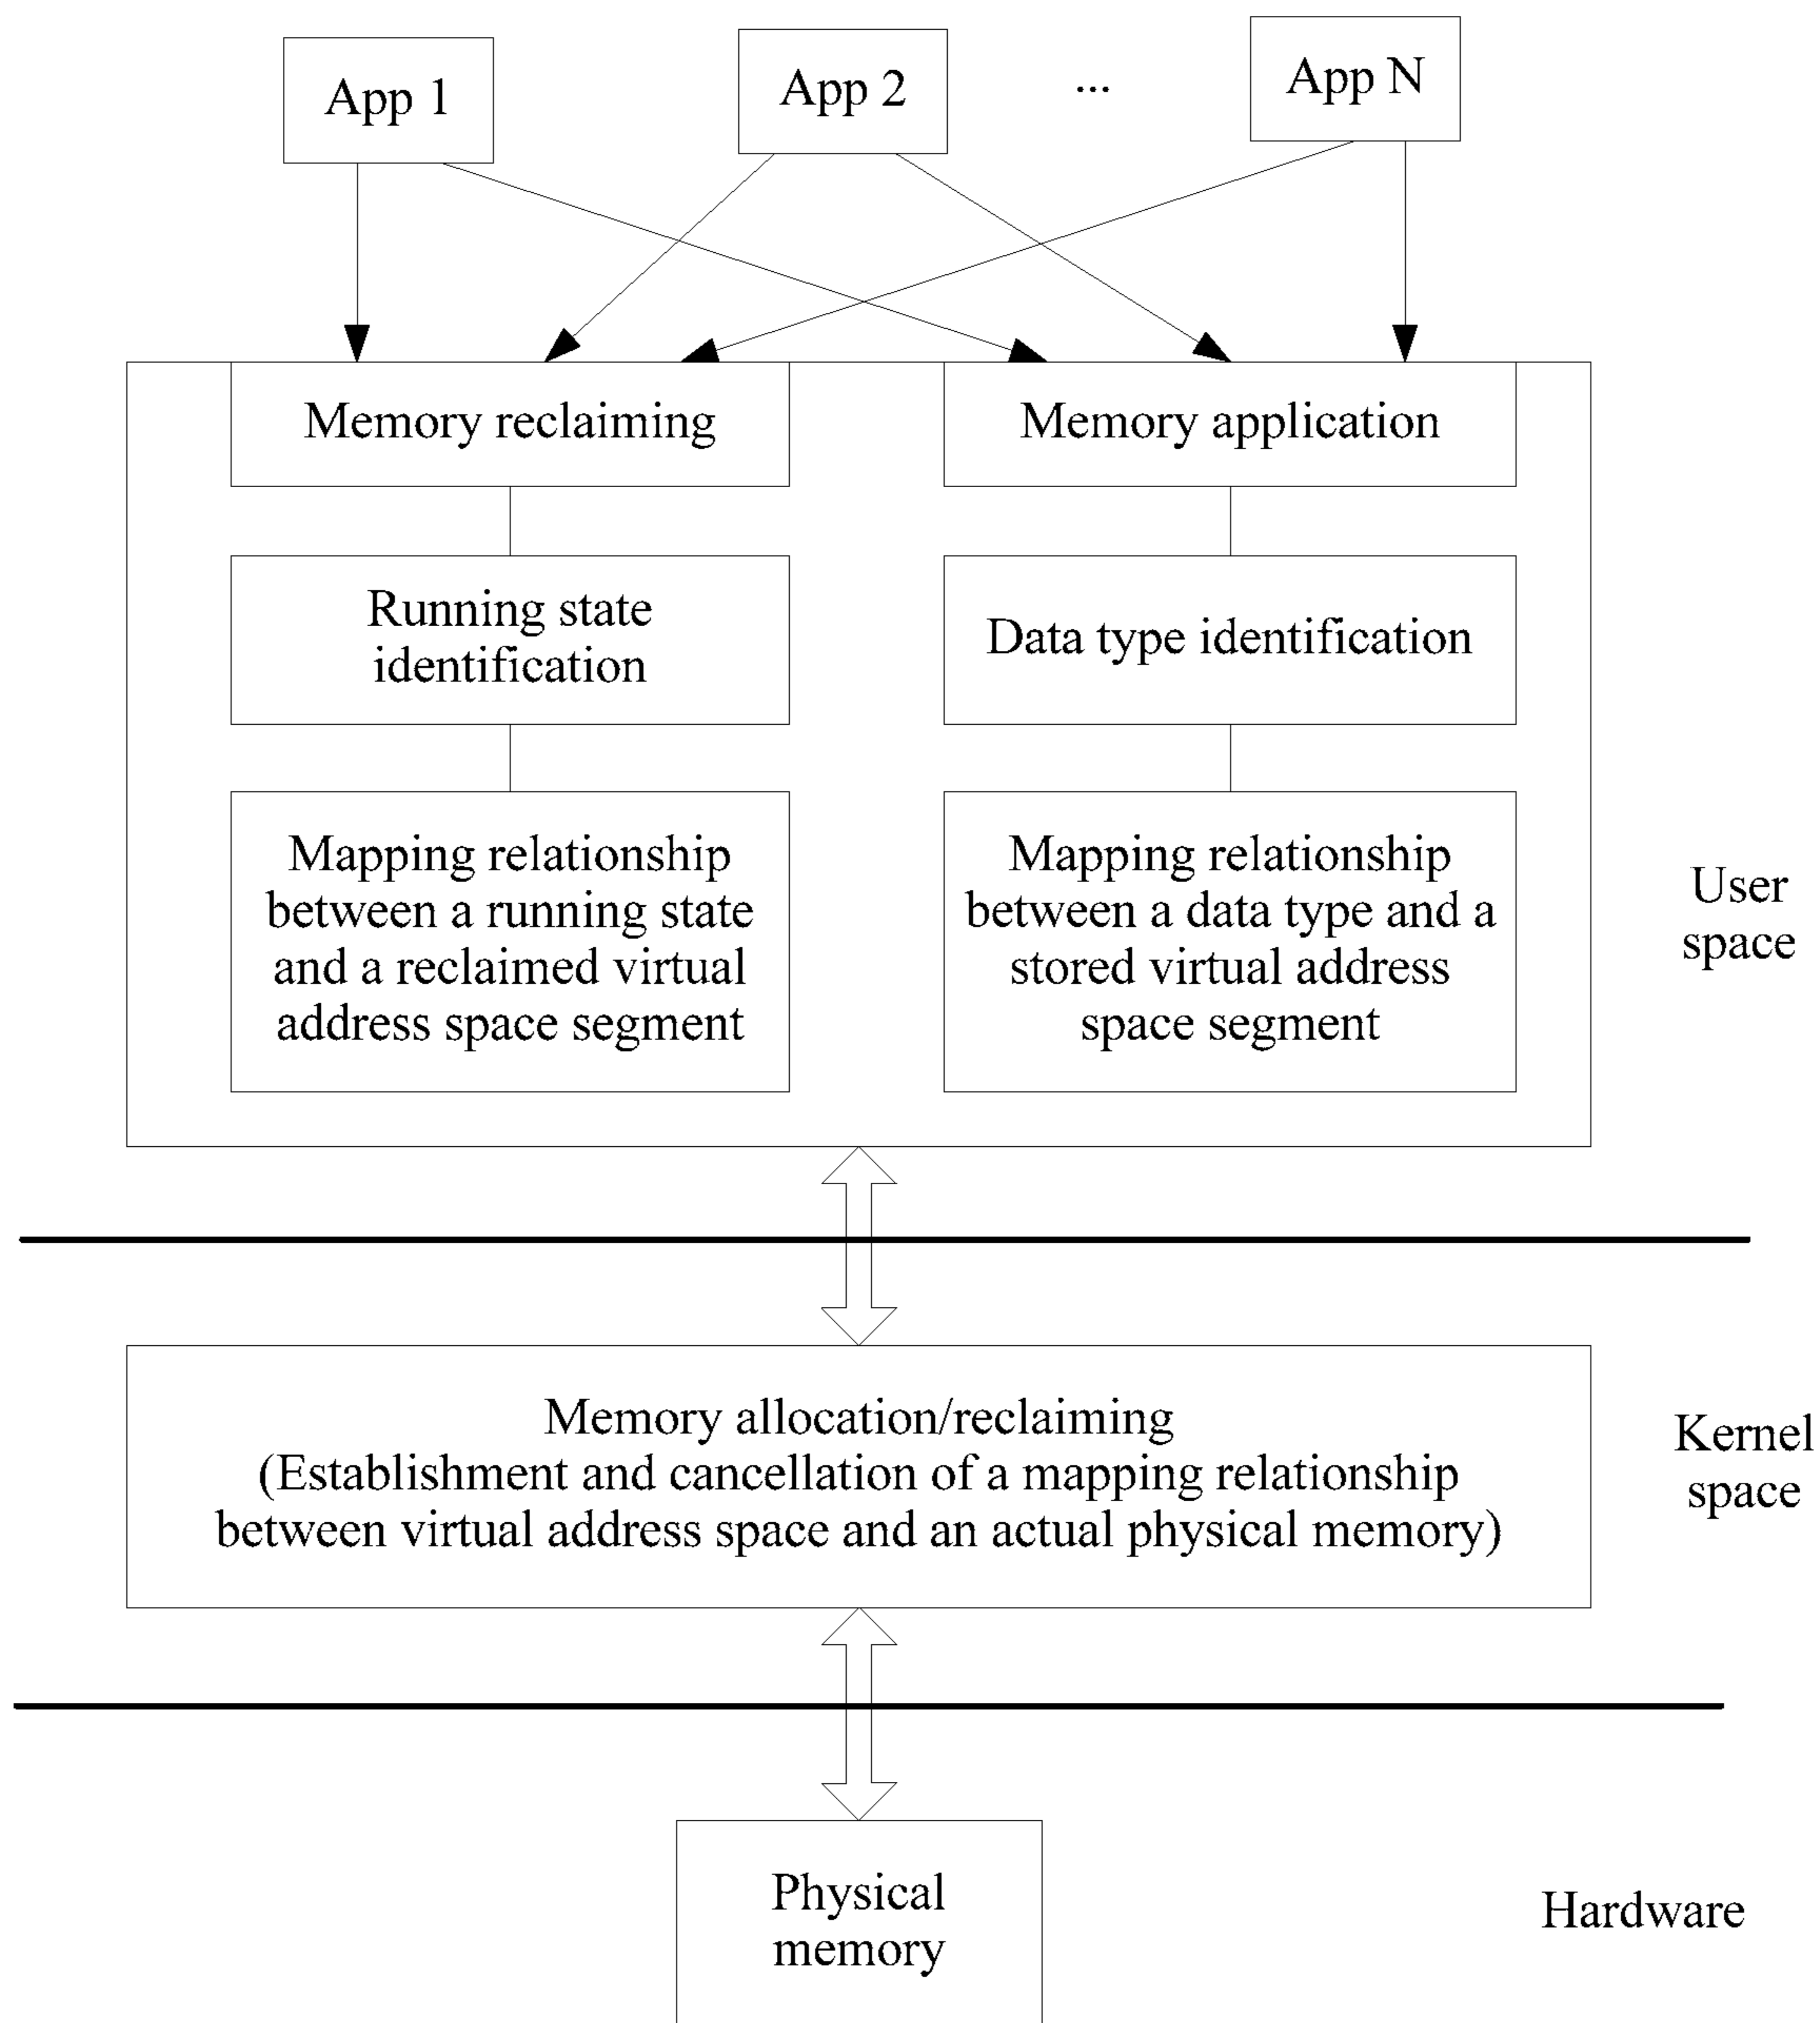 App 1
App 2
...
App N
Memory reclaiming
Memory application
Running state
identification
Data type identification
Mapping relationship
between a running state
and a reclaimed virtual
address space segment
Mapping relationship
between a data type and a
stored virtual address
space segment
User
space
Memory allocation/reclaiming
(Establishment and cancellation of a mapping relationship
between virtual address space and an actual physical memory)
Kernel
space
Physical
memory
Hardware